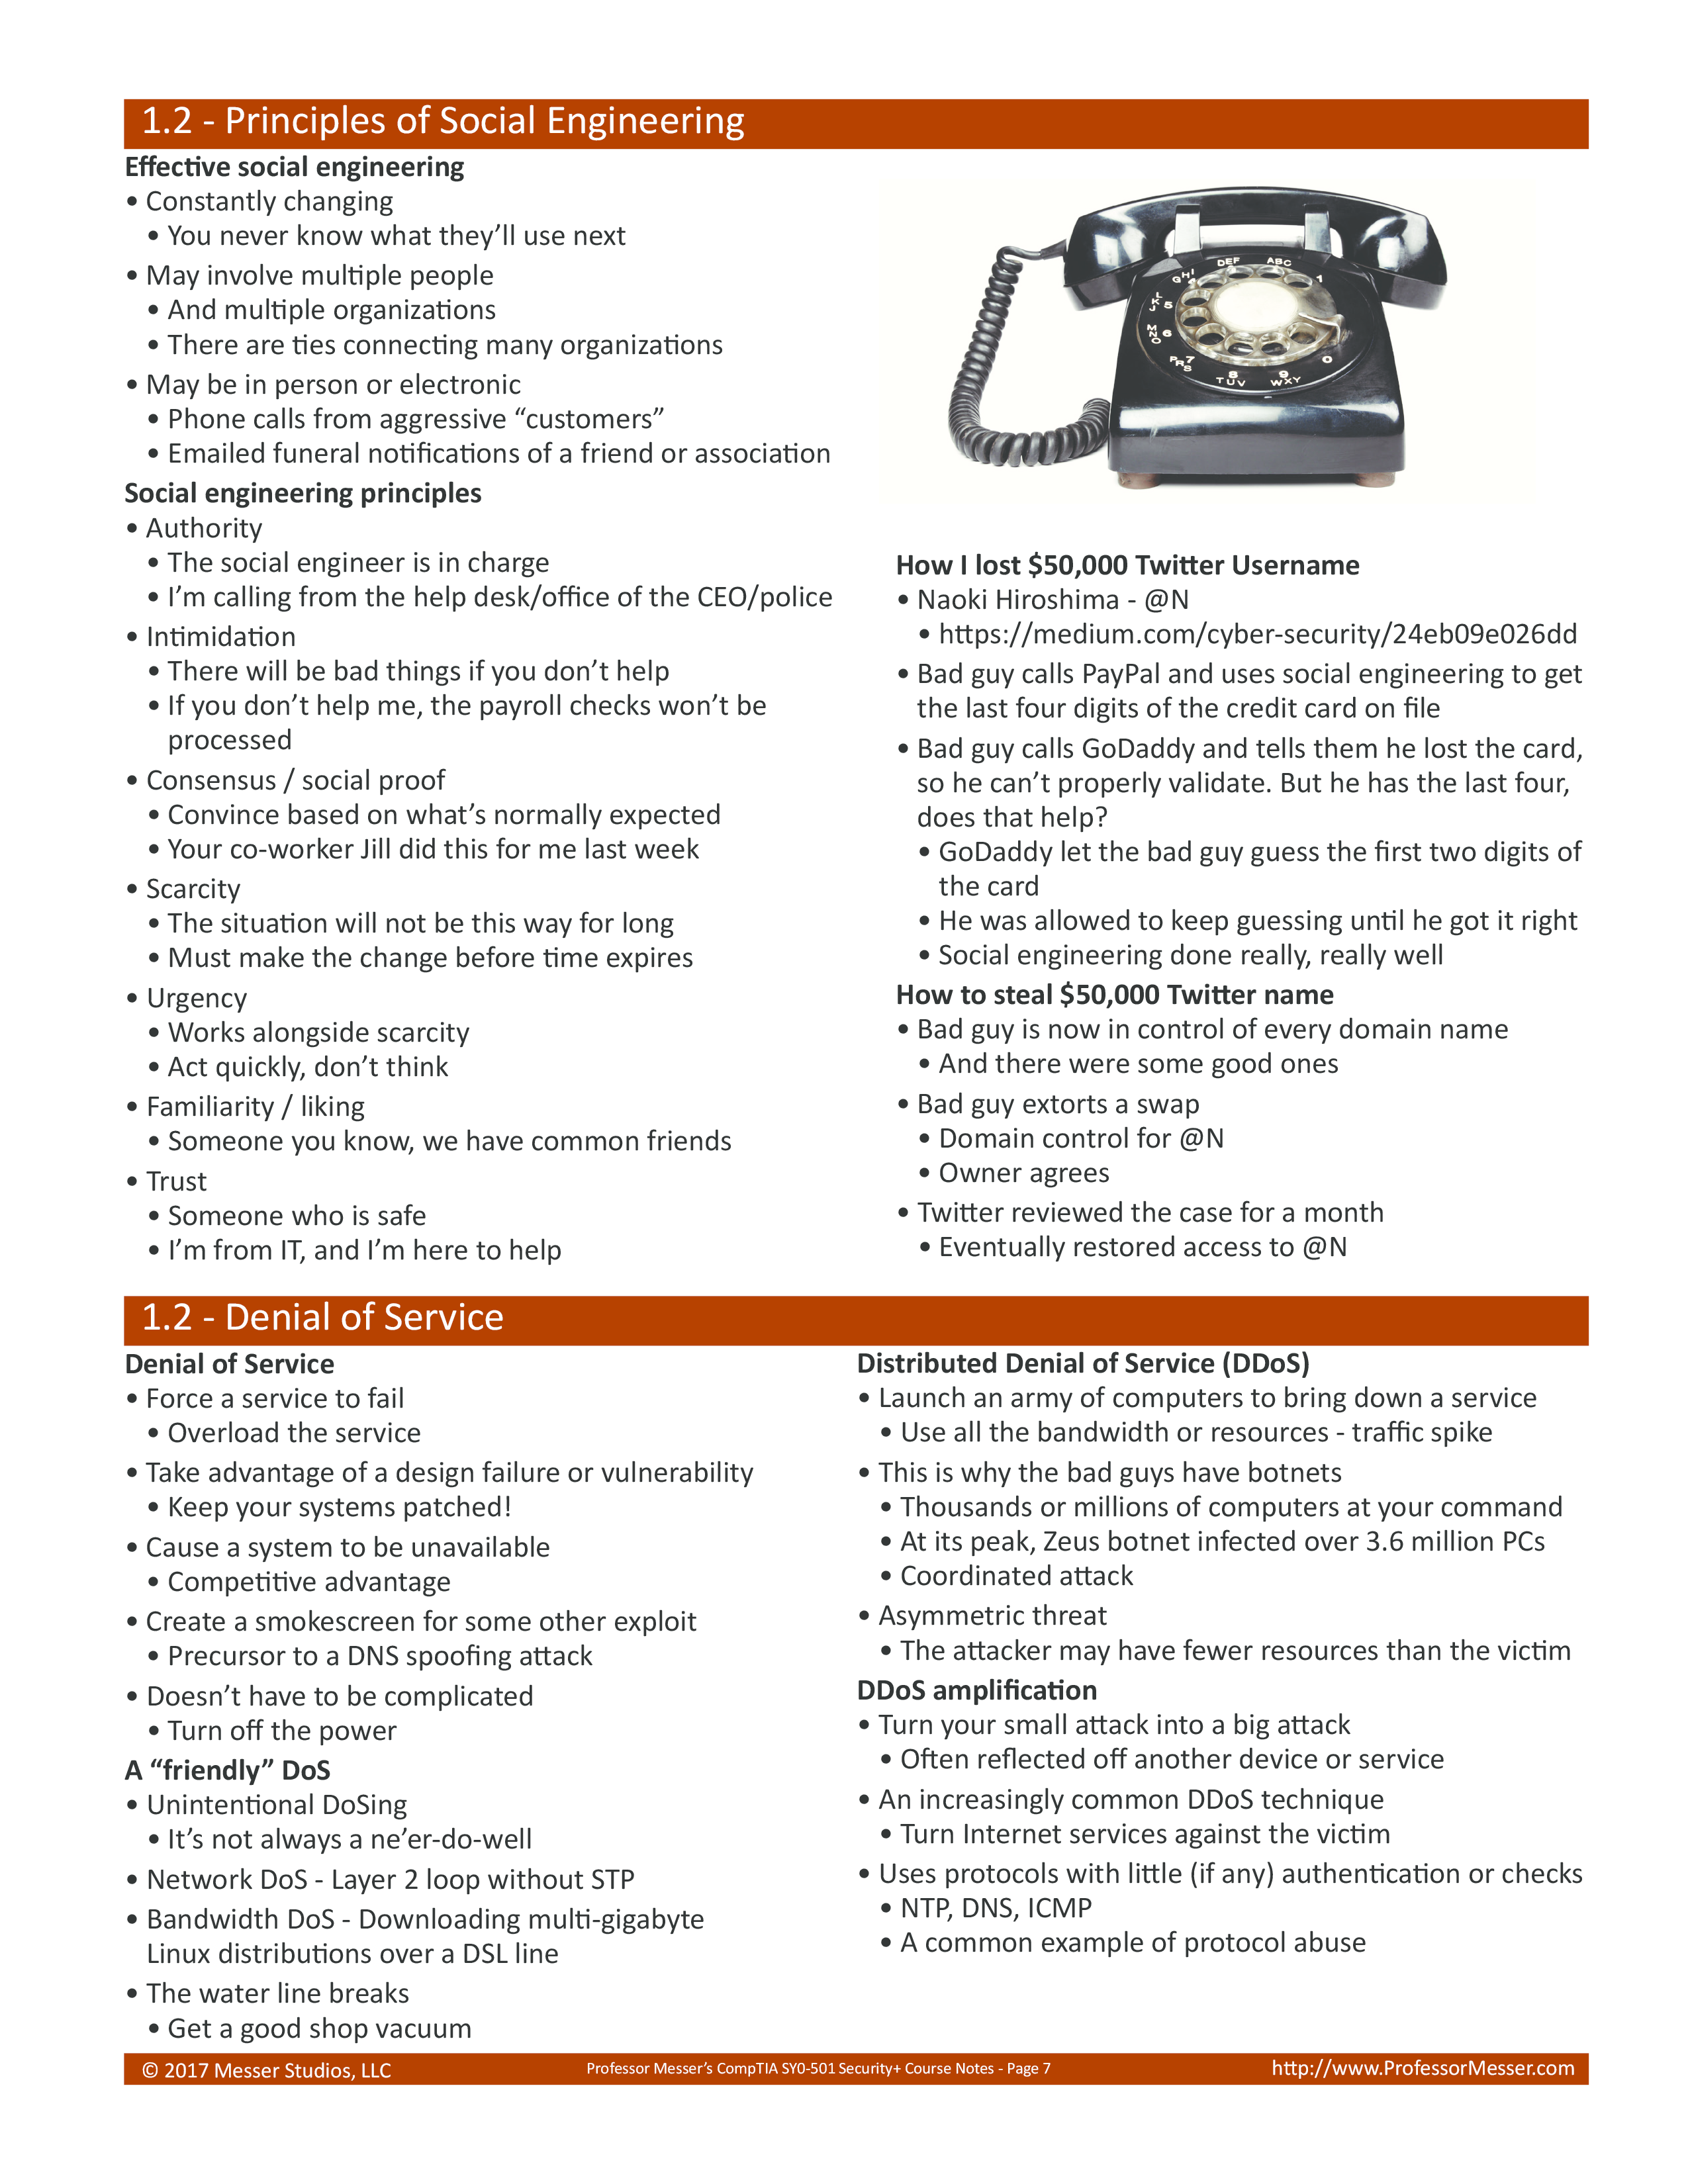 1.2 - Principles of Social Engineering
Effective social engineering
• Constantly changing
• You never know what they’ll use next
• May involve multiple people
• And multiple organizations
• There are ties connecting many organizations
• May be in person or electronic
• Phone calls from aggressive “customers”
• Emailed funeral notifications of a friend or association
Social engineering principles
• Authority
• The social engineer is in charge
• I’m calling from the help desk/office of the CEO/police
• Intimidation
• There will be bad things if you don’t help
• If you don’t help me, the payroll checks won’t be
processed
• Consensus / social proof
• Convince based on what’s normally expected
• Your co-worker Jill did this for me last week
• Scarcity
• The situation will not be this way for long
• Must make the change before time expires
• Urgency
• Works alongside scarcity
• Act quickly, don’t think
• Familiarity / liking
• Someone you know, we have common friends
• Trust
• Someone who is safe
• I’m from IT, and I’m here to help
ABC
DEF
GHI
JKL
MNO
PRS
TUV
WXY
1
5
6
7
8
9
0
How I lost $50,000 Twitter Username
• Naoki Hiroshima - @N
• https://medium.com/cyber-security/24eb09e026dd
• Bad guy calls PayPal and uses social engineering to get
the last four digits of the credit card on file
• Bad guy calls GoDaddy and tells them he lost the card,
so he can’t properly validate. But he has the last four,
does that help?
• GoDaddy let the bad guy guess the first two digits of
the card
• He was allowed to keep guessing until he got it right
• Social engineering done really, really well
How to steal $50,000 Twitter name
• Bad guy is now in control of every domain name
• And there were some good ones
• Bad guy extorts a swap
• Domain control for @N
• Owner agrees
• Twitter reviewed the case for a month
• Eventually restored access to @N
1.2 - Denial of Service
Denial of Service
• Force a service to fail
• Overload the service
• Take advantage of a design failure or vulnerability
• Keep your systems patched!
• Cause a system to be unavailable
• Competitive advantage
• Create a smokescreen for some other exploit
• Precursor to a DNS spoofing attack
• Doesn’t have to be complicated
• Turn off the power
A “friendly” DoS
• Unintentional DoSing
• It’s not always a ne’er-do-well
• Network DoS - Layer 2 loop without STP
• Bandwidth DoS - Downloading multi-gigabyte
Linux distributions over a DSL line
• The water line breaks
• Get a good shop vacuum
Distributed Denial of Service (DDoS)
• Launch an army of computers to bring down a service
• Use all the bandwidth or resources - traffic spike
• This is why the bad guys have botnets
• Thousands or millions of computers at your command
• At its peak, Zeus botnet infected over 3.6 million PCs
• Coordinated attack
• Asymmetric threat
• The attacker may have fewer resources than the victim
DDoS amplification
• Turn your small attack into a big attack
• Often reflected off another device or service
• An increasingly common DDoS technique
• Turn Internet services against the victim
• Uses protocols with little (if any) authentication or checks
• NTP, DNS, ICMP
• A common example of protocol abuse
© 2017 Messer Studios, LLC
Professor Messer’s CompTIA SY0-501 Security+ Course Notes - Page 7
http://www.ProfessorMesser.com